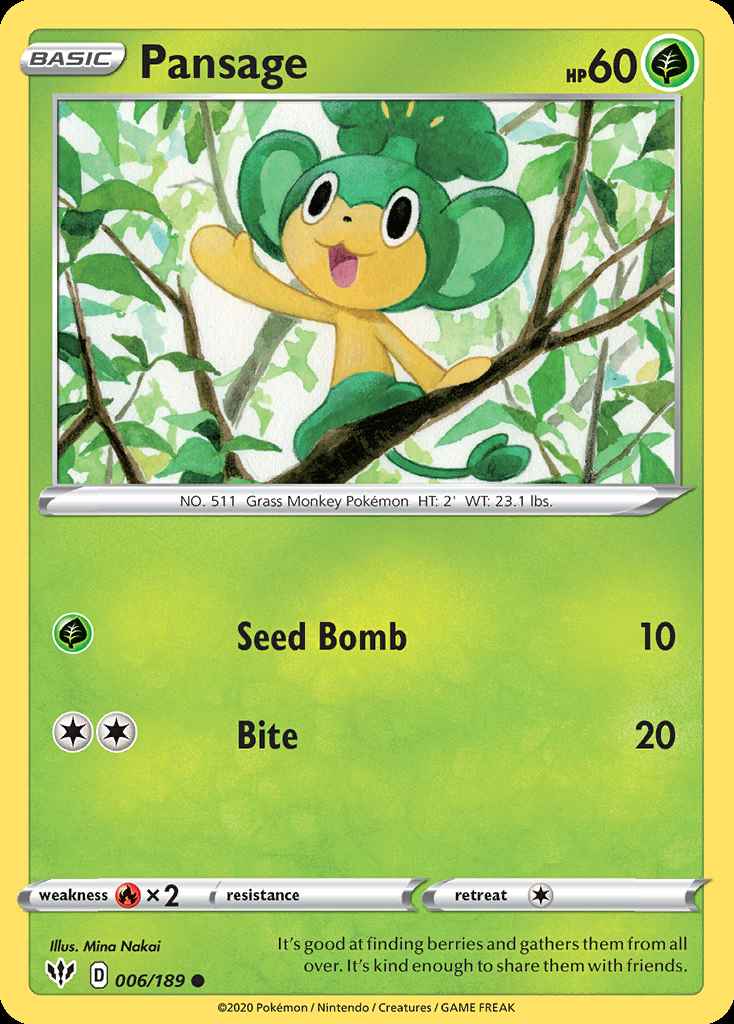 BASIC Pansage HP60
NO. 511 Grass Monkey Pokémon HT: 2' WT: 23.1 lbs.
Seed Bomb 10
Bite 20
weakness ×2 resistance retreat
Illus. Mina Nakai
It's good at finding berries and gathers them from all
over. It's kind enough to share them with friends.
D 006/189
©2020 Pokémon / Nintendo / Creatures / GAME FREAK